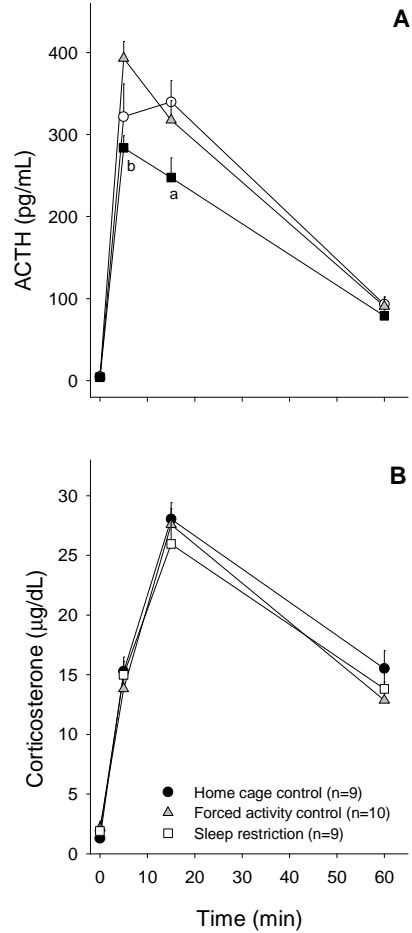 A
400
300
200
100
0
ACTH (pg/mL)
b
a
B
30
25
20
15
10
5
0
Corticosterone (μg/dL)
Home cage control (n=9)
Forced activity control (n=10)
Sleep restriction (n=9)
0 10 20 30 40 50 60
Time (min)